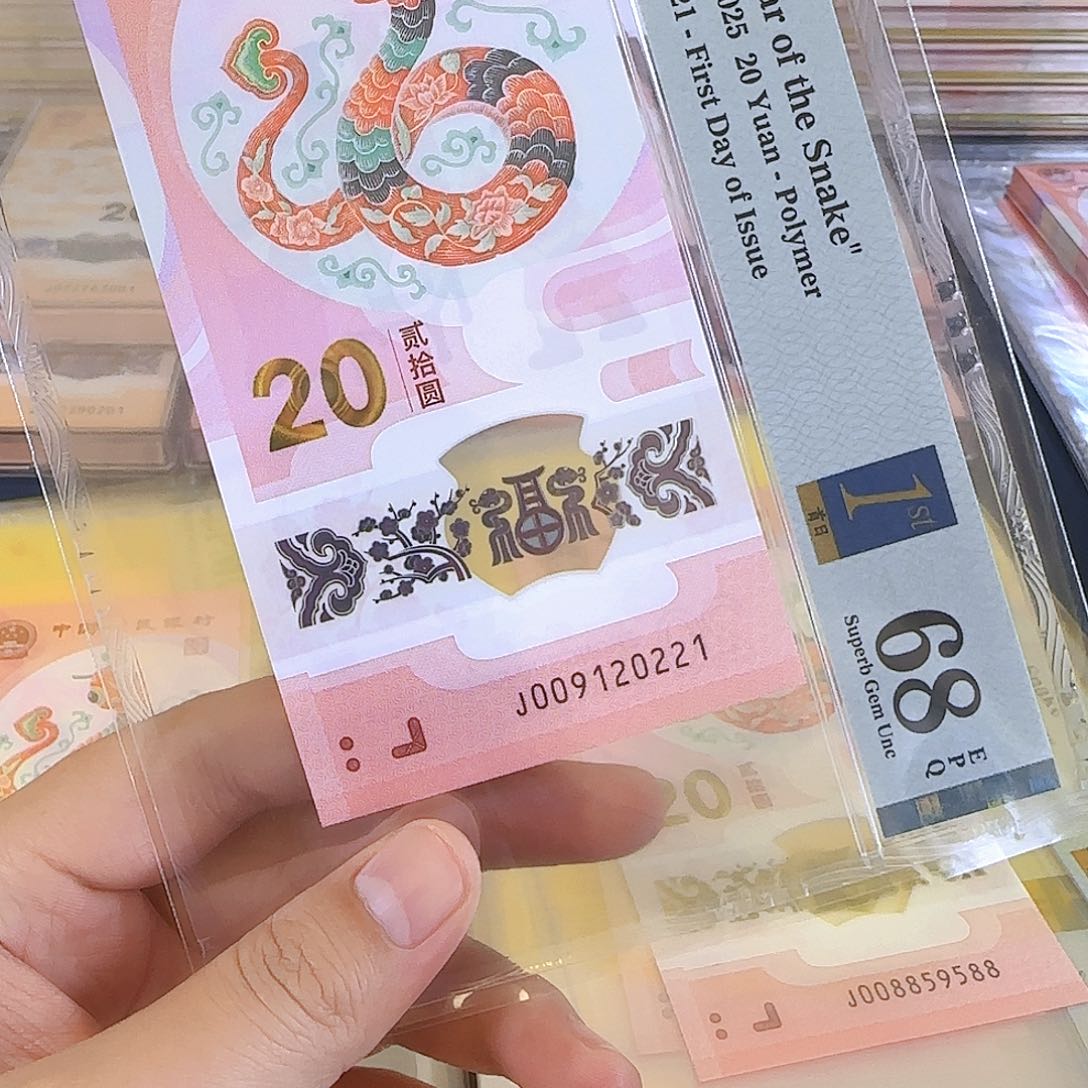 ar of the Snake"
025 20 Yuan - Polymer
21 - First Day of Issue
20
贰拾圆
J009120221
1st
首日
68
EPQ
Superb Gem Unc
20
J008859588